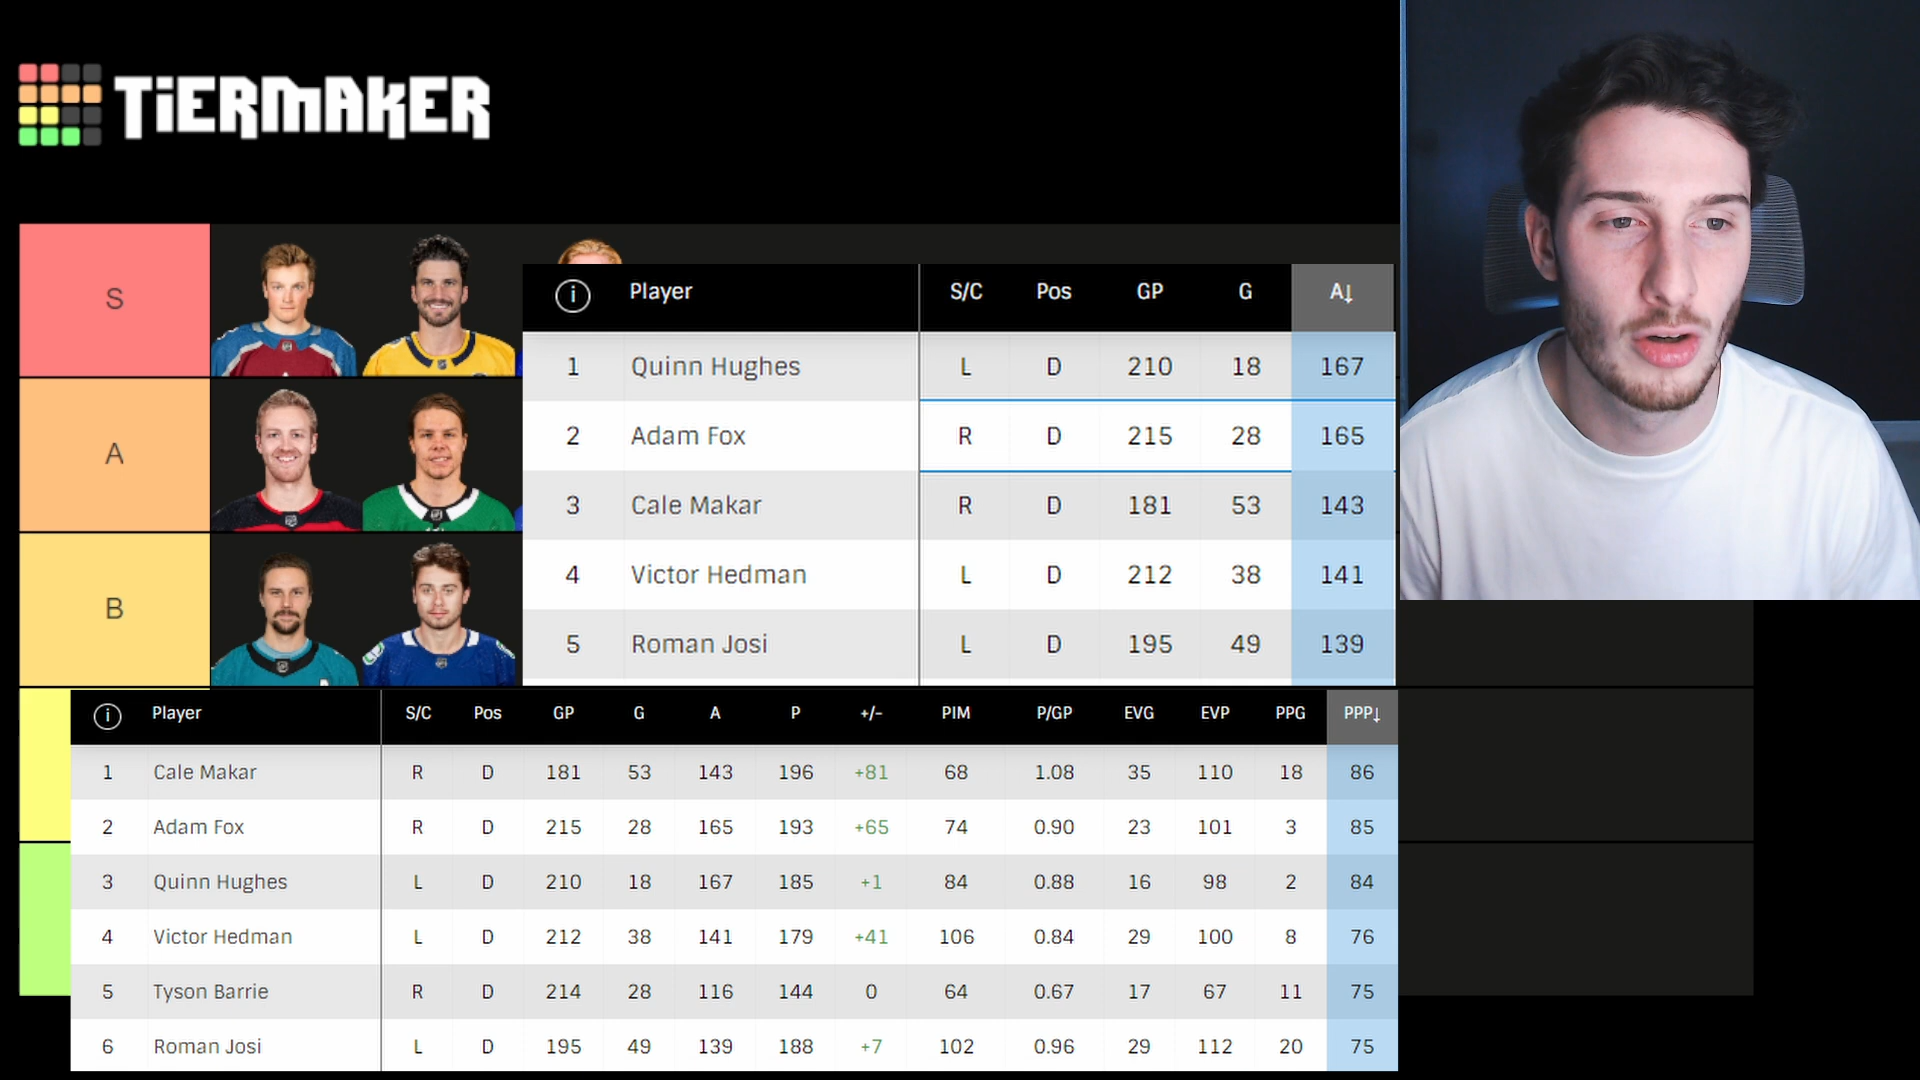 TiERMAKER
S
A
B
Player S/C Pos GP G A↓
1 Quinn Hughes L D 210 18 167
2 Adam Fox R D 215 28 165
3 Cale Makar R D 181 53 143
4 Victor Hedman L D 212 38 141
5 Roman Josi L D 195 49 139
Player S/C Pos GP G A P +/- PIM P/GP EVG EVP PPG PPP↓
1 Cale Makar R D 181 53 143 196 +81 68 1.08 35 110 18 86
2 Adam Fox R D 215 28 165 193 +65 74 0.90 23 101 3 85
3 Quinn Hughes L D 210 18 167 185 +1 84 0.88 16 98 2 84
4 Victor Hedman L D 212 38 141 179 +41 106 0.84 29 100 8 76
5 Tyson Barrie R D 214 28 116 144 0 64 0.67 17 67 11 75
6 Roman Josi L D 195 49 139 188 +7 102 0.96 29 112 20 75